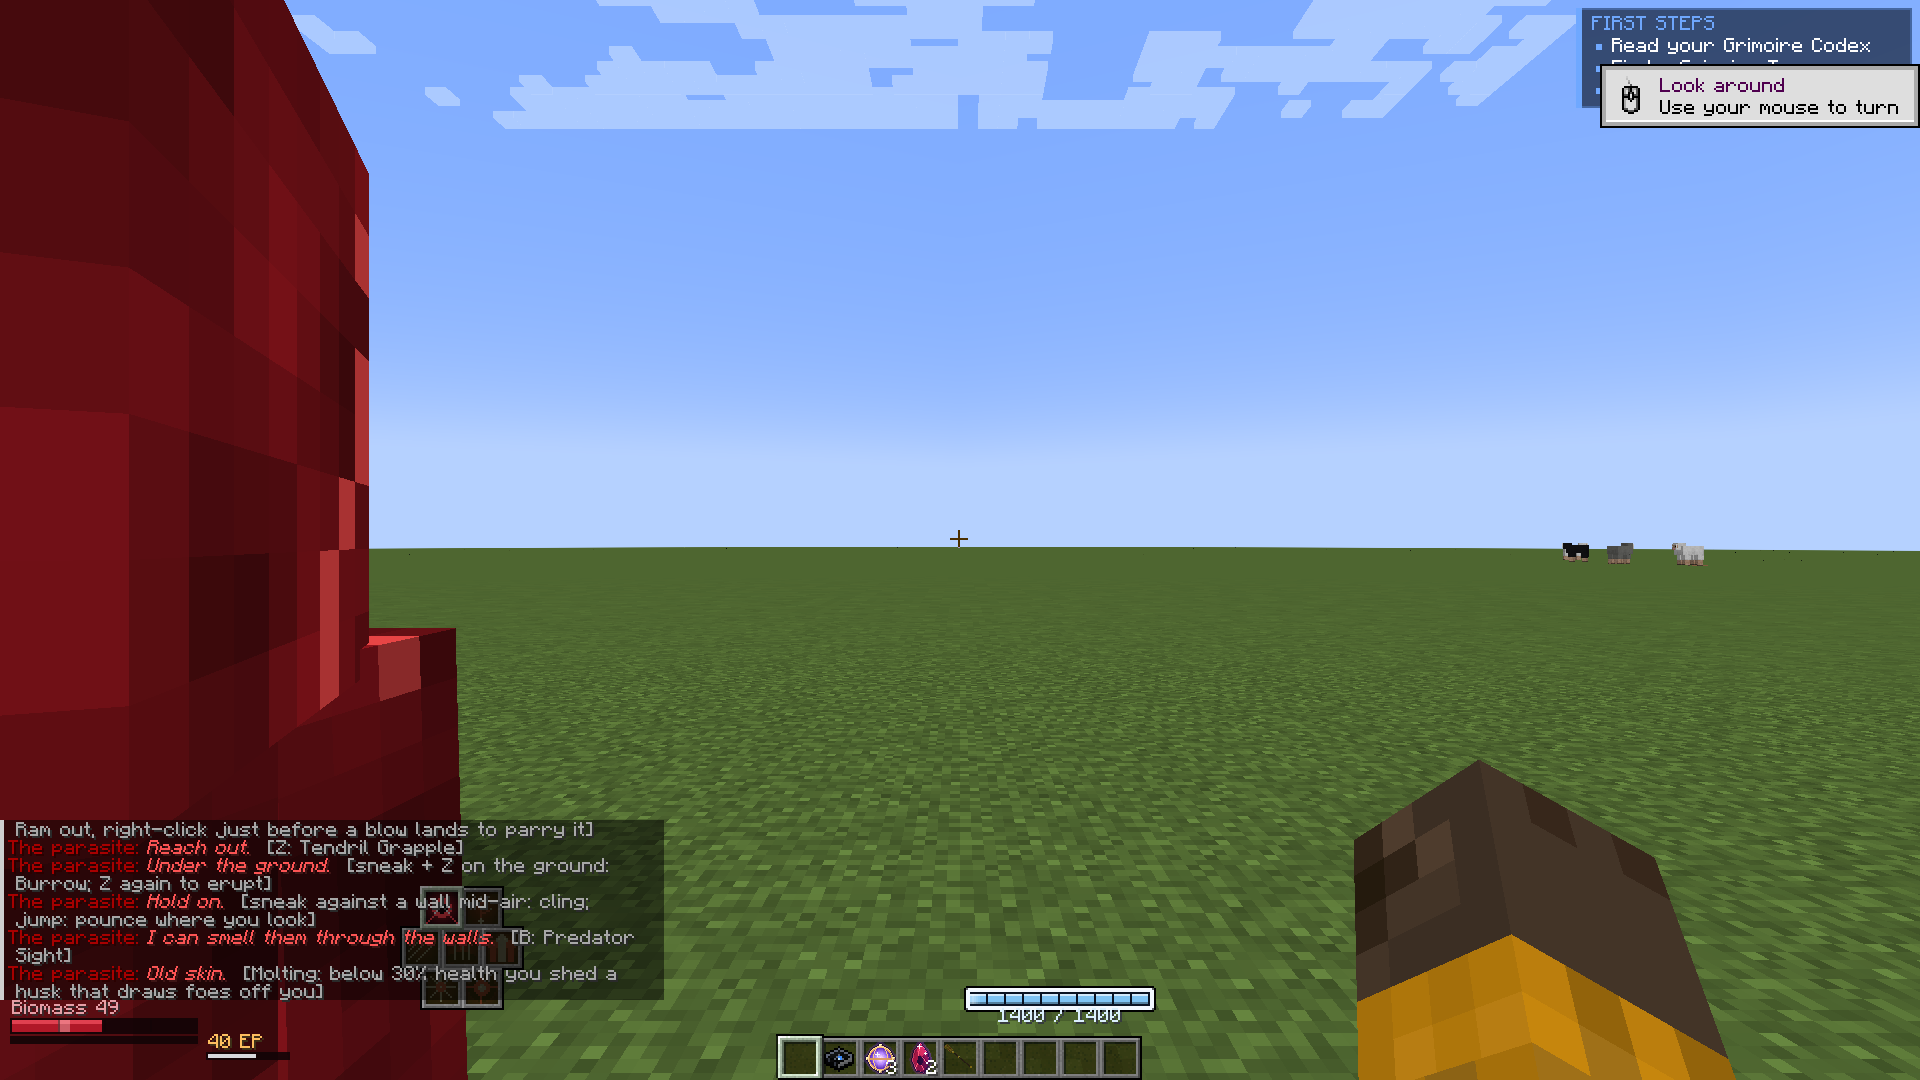 FIRST STEPS
Read your Grimoire Codex
Look around
Use your mouse to turn
Ram out, right-click just before a blow lands to parry it]
The parasite: Reach out. [Z: Tendril Grapple]
The parasite: Under the ground. [sneak + Z on the ground:
Burrow; Z again to erupt]
The parasite: Hold on. [sneak against a wall mid-air: cling;
jump: pounce where you look]
The parasite: I can smell them through the walls. [B: Predator
Sight]
The parasite: Old skin. [Molting: below 30% health you shed a
husk that draws foes off you]
Biomass 49
40 EP
1400 / 1400
3
2